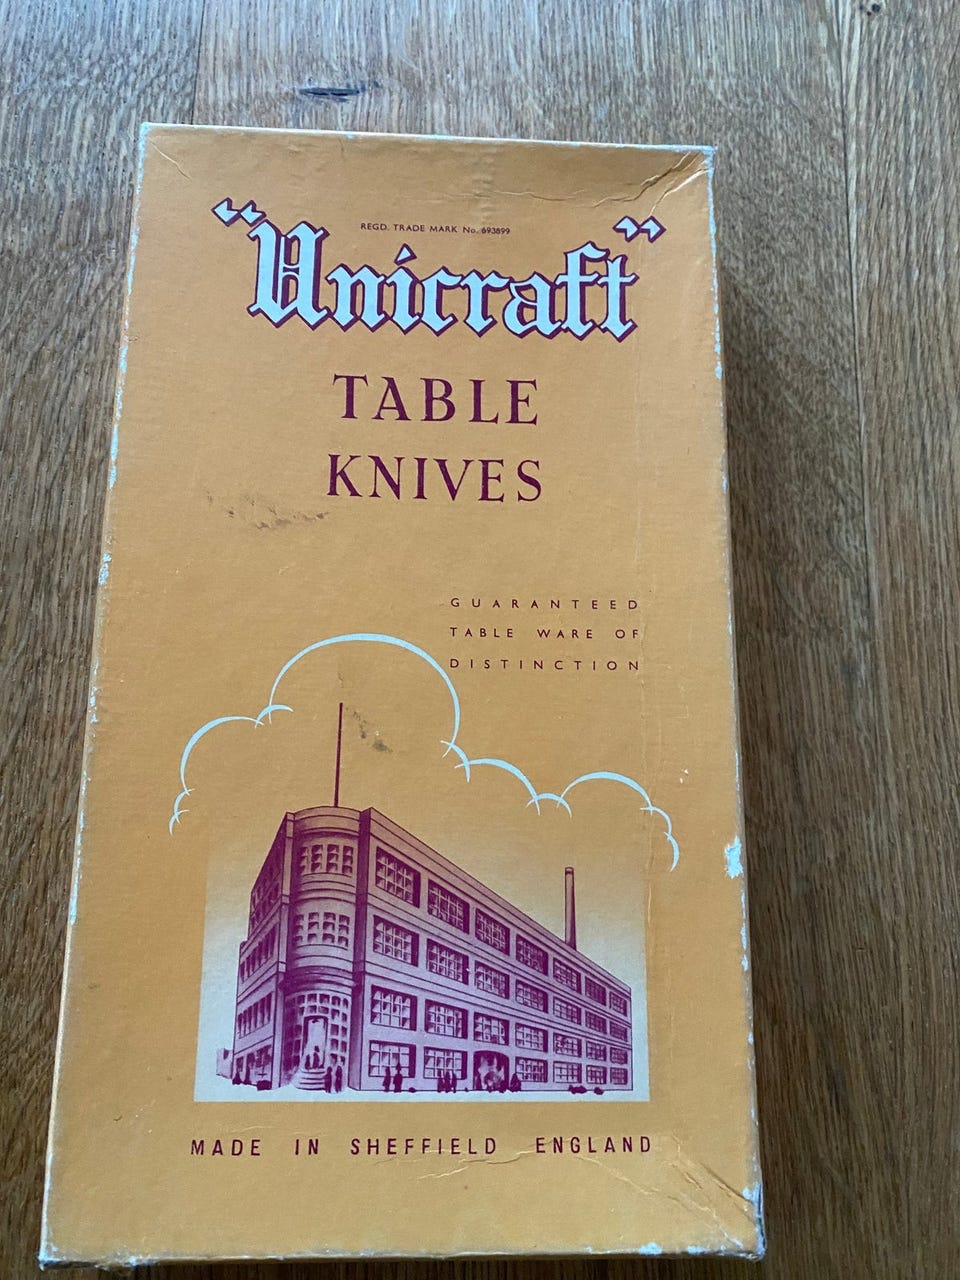 REGD. TRADE MARK No. 693899
"Unicraft"
TABLE
KNIVES
GUARANTEED
TABLE WARE OF
DISTINCTION
MADE IN SHEFFIELD ENGLAND